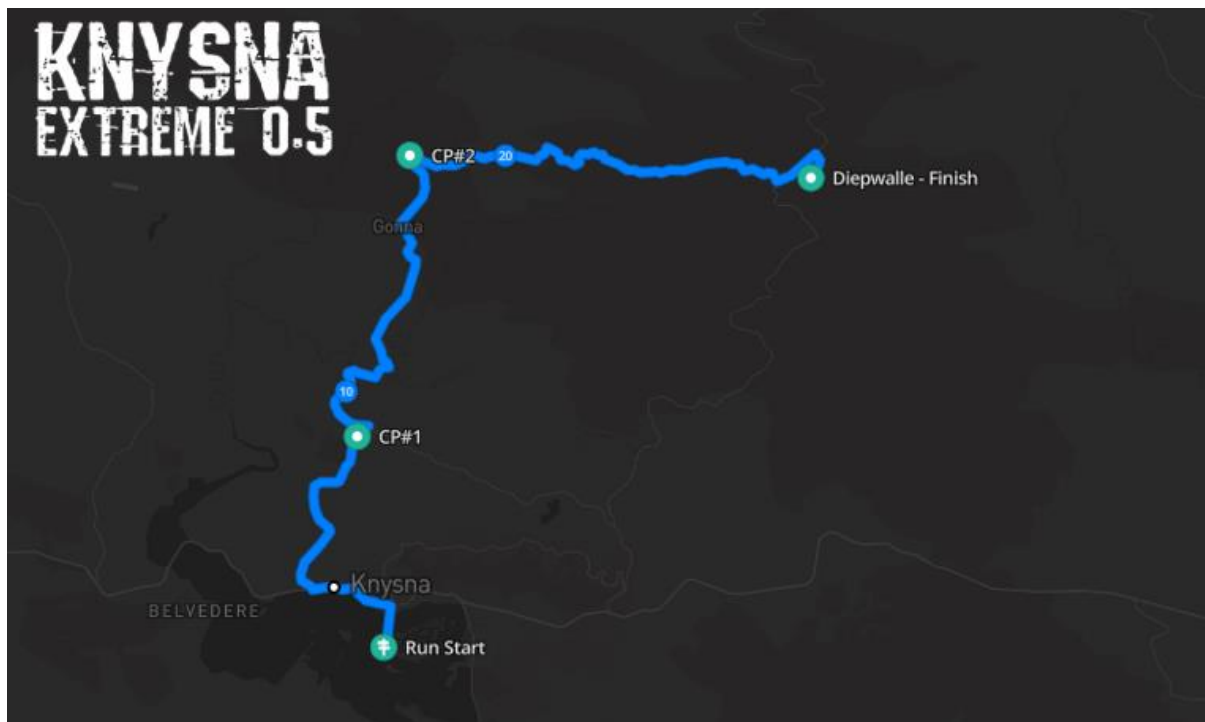 KNYSNA
EXTREME 0.5
CP#2
20
Diepwalle - Finish
Gouna
10
CP#1
Knysna
BELVEDERE
Run Start